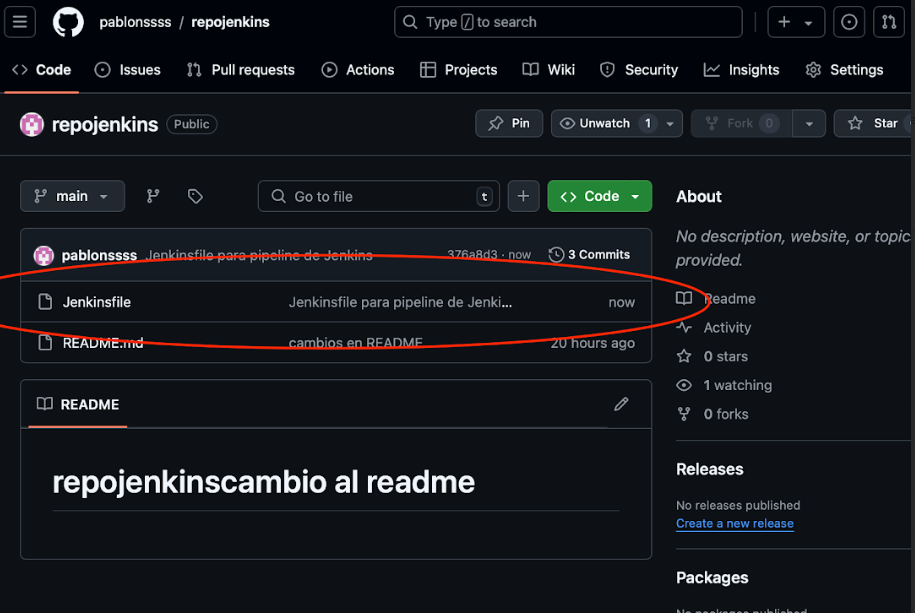 pablonssss / repojenkins
Type / to search
Code Issues Pull requests Actions Projects Wiki Security Insights Settings
repojenkins Public
Pin Unwatch 1 Fork 0 Star
main Go to file t Code
About
No description, website, or topic
provided.
pablonssss Jenkinsfile para pipeline de Jenkins 376a8d3 · now 3 Commits
Jenkinsfile Jenkinsfile para pipeline de Jenki... now
README.md cambios en README 20 hours ago
Readme
Activity
0 stars
1 watching
0 forks
README
repojenkinscambio al readme
Releases
No releases published
Create a new release
Packages
No packages published